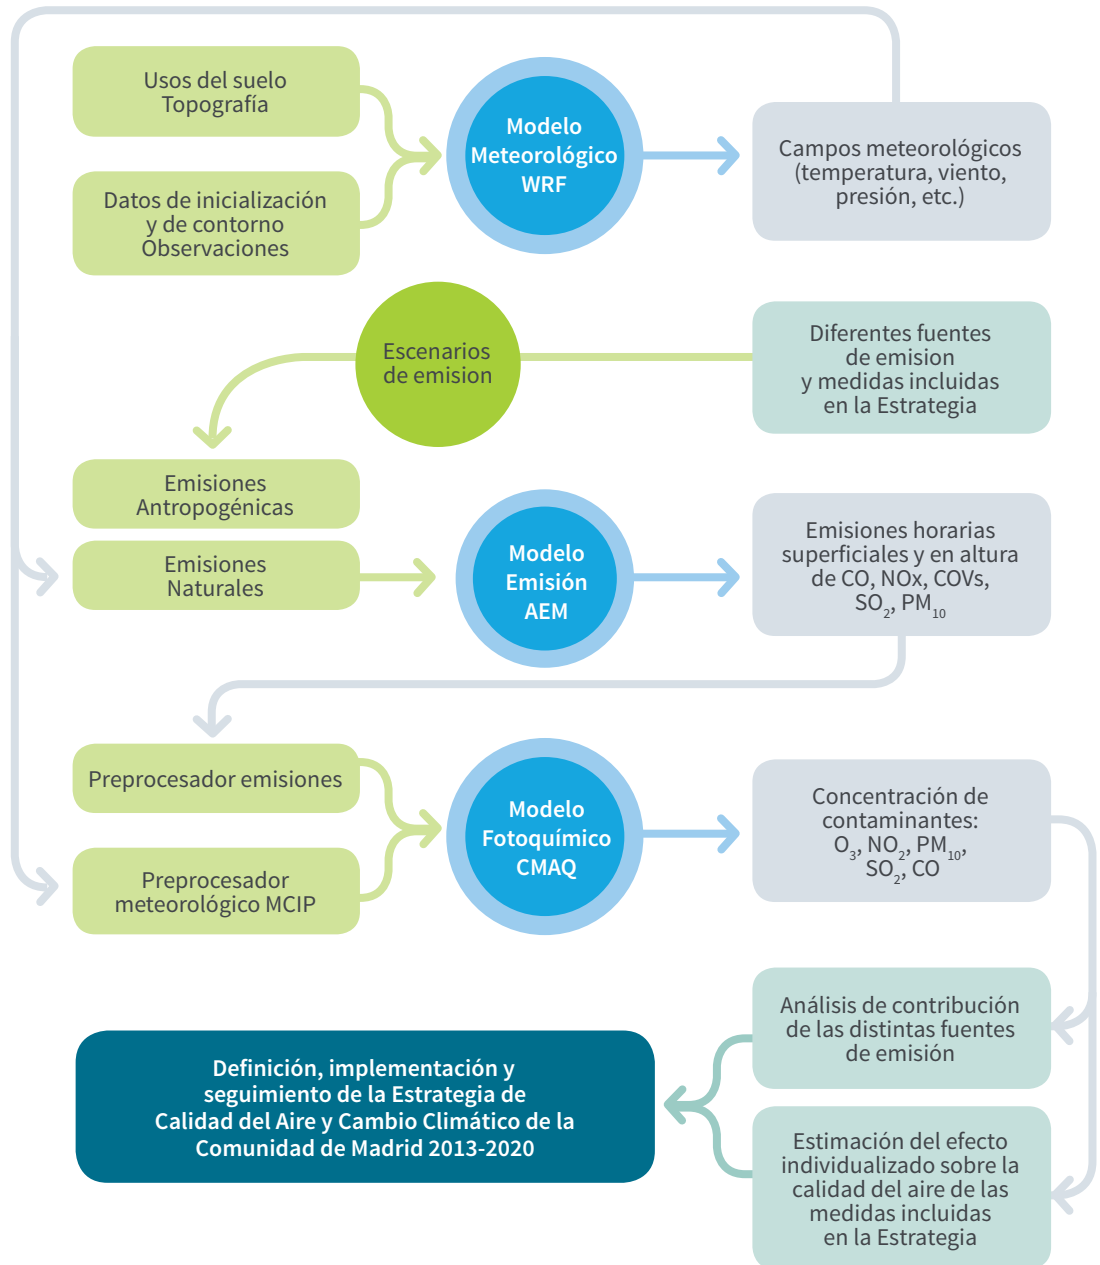 Usos del suelo
Topografía
Modelo
Meteorológico
WRF
Campos meteorológicos
(temperatura, viento,
presión, etc.)
Datos de inicialización
y de contorno
Observaciones
Escenarios
de emision
Diferentes fuentes
de emision
y medidas incluidas
en la Estrategia
Emisiones
Antropogénicas
Emisiones
Naturales
Modelo
Emisión
AEM
Emisiones horarias
superficiales y en altura
de CO, NOx, COVs,
SO₂, PM₁₀
Preprocesador emisiones
Preprocesador
meteorológico MCIP
Modelo
Fotoquímico
CMAQ
Concentración de
contaminantes:
O₃, NO₂, PM₁₀,
SO₂, CO
Análisis de contribución
de las distintas fuentes
de emisión
Definición, implementación y
seguimiento de la Estrategia de
Calidad del Aire y Cambio Climático de la
Comunidad de Madrid 2013-2020
Estimación del efecto
individualizado sobre la
calidad del aire de las
medidas incluidas
en la Estrategia